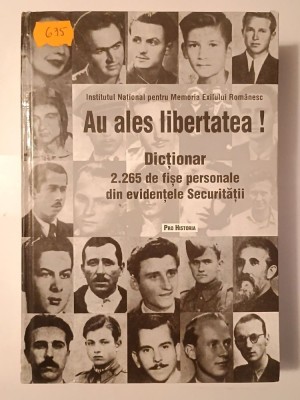 695
Institutul Național pentru Memoria Exilului Românesc
Au ales libertatea !
Dicționar
2.265 de fișe personale
din evidențele Securității
PRO HISTORIA